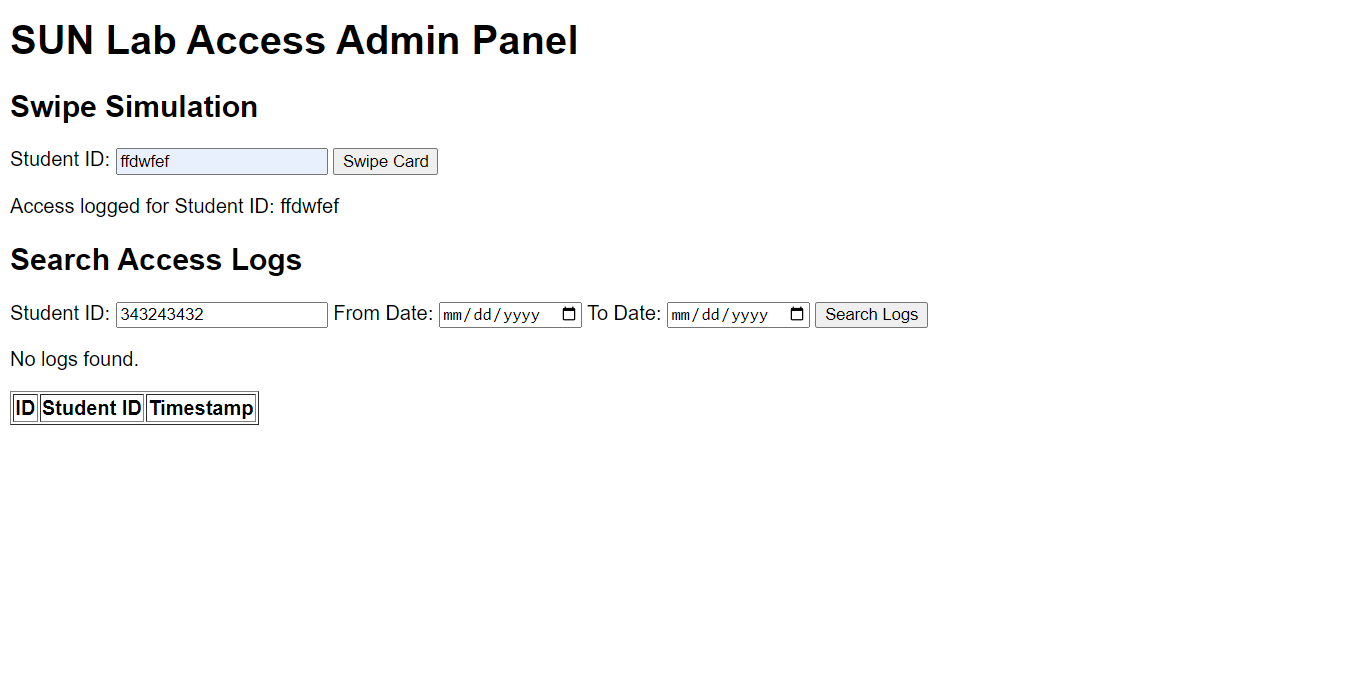 SUN Lab Access Admin Panel
Swipe Simulation
Student ID: ffdwfef Swipe Card
Access logged for Student ID: ffdwfef
Search Access Logs
Student ID: 343243432 From Date: mm/dd/yyyy To Date: mm/dd/yyyy Search Logs
No logs found.
ID Student ID Timestamp